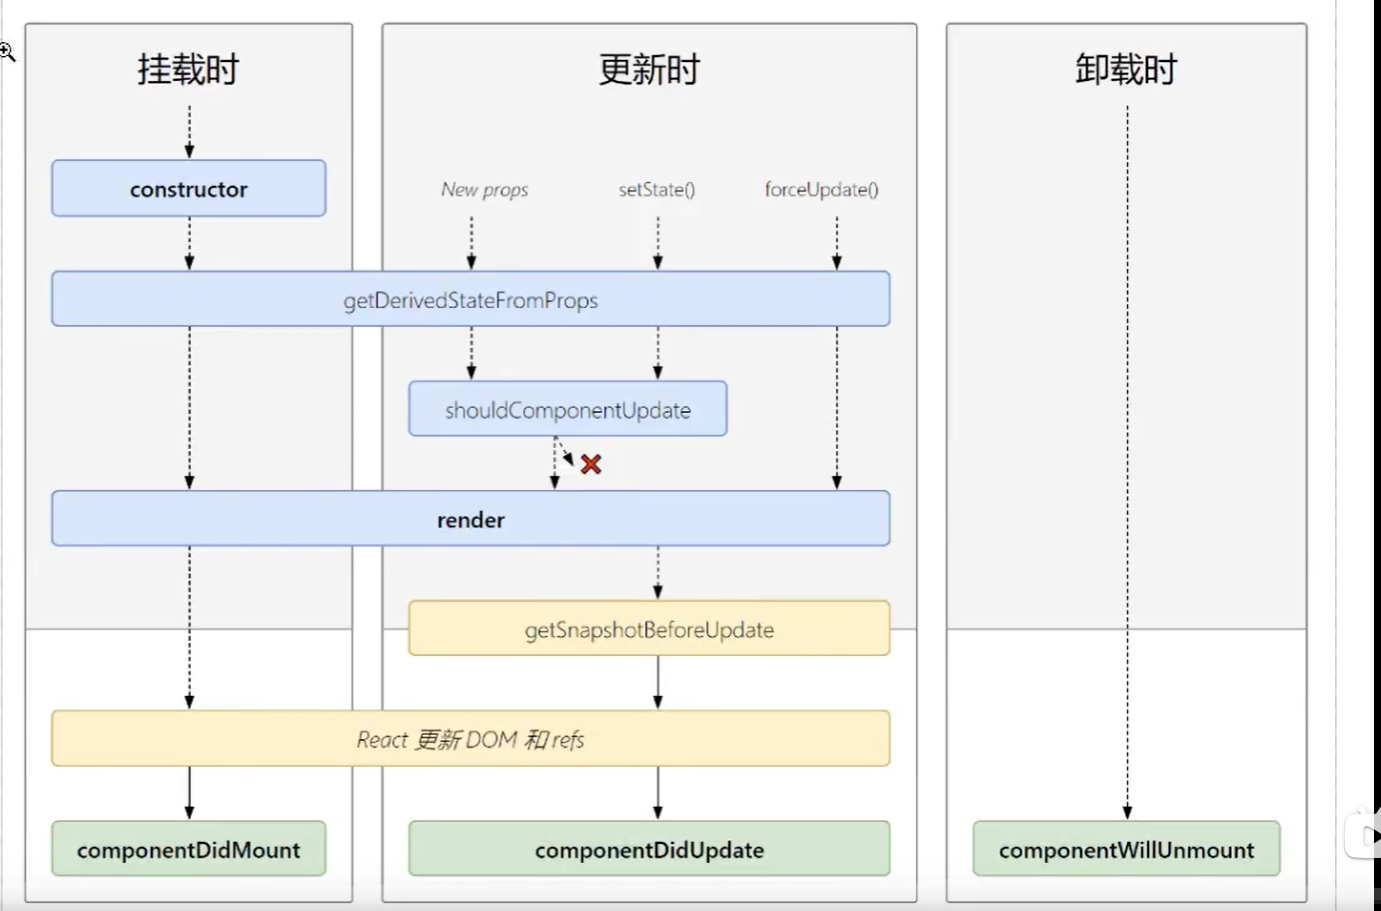 挂载时
更新时
卸载时
constructor
New props
setState()
forceUpdate()
getDerivedStateFromProps
shouldComponentUpdate
render
getSnapshotBeforeUpdate
React 更新 DOM 和 refs
componentDidMount
componentDidUpdate
componentWillUnmount